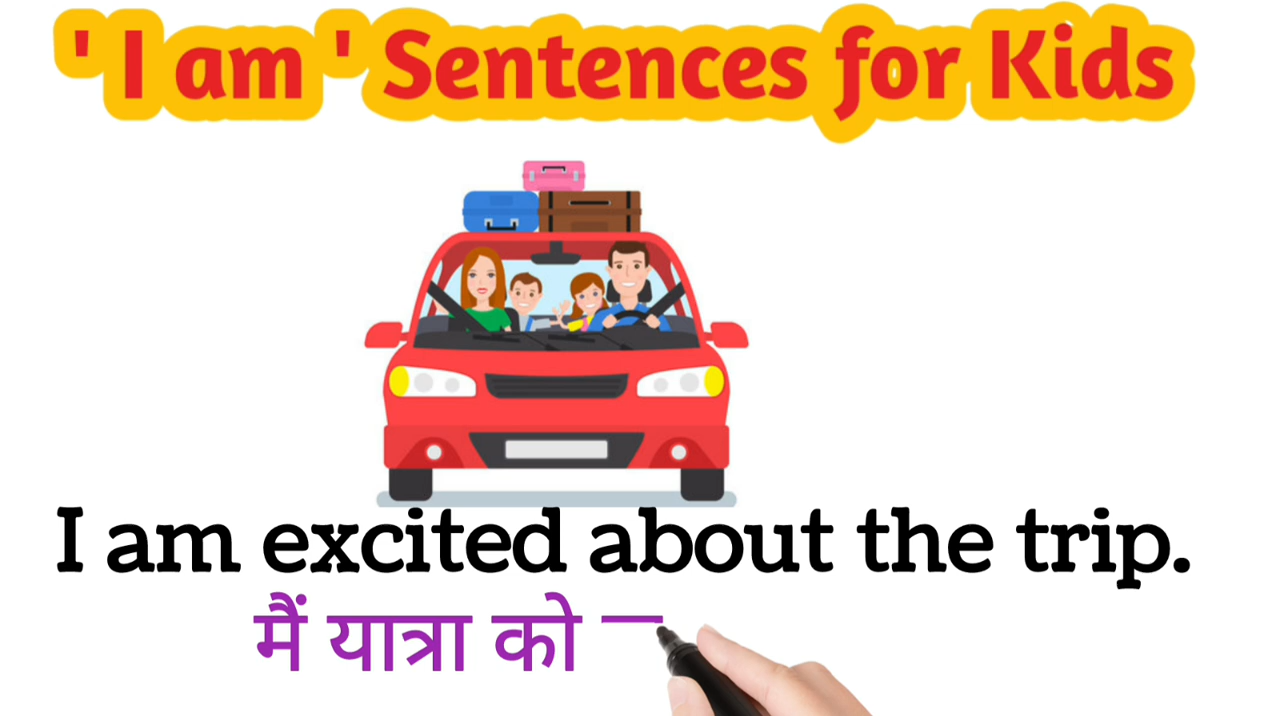 ' I am ' Sentences for Kids
I am excited about the trip.
मैं यात्रा को